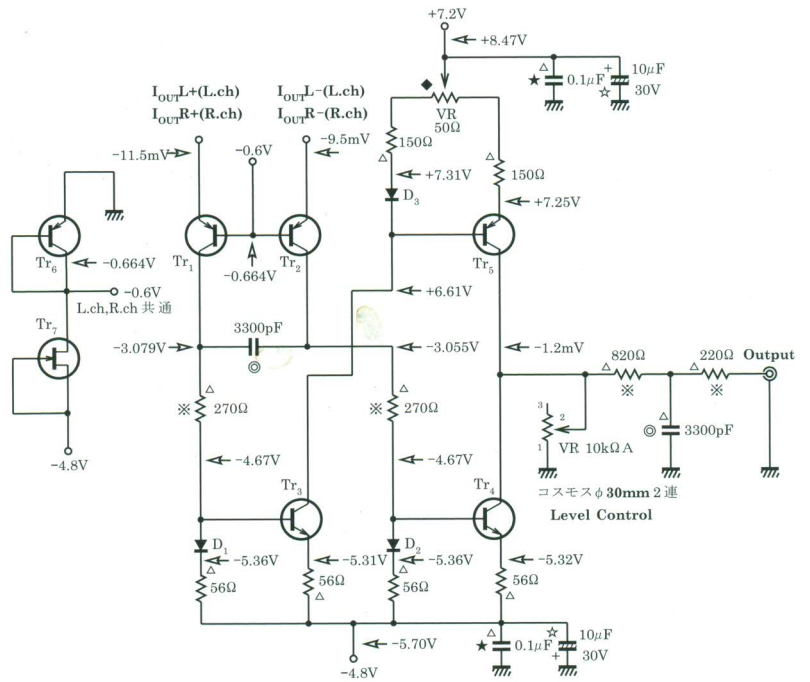 +7.2V
+8.47V
I_OUT L+(L.ch) I_OUT L−(L.ch)
I_OUT R+(R.ch) I_OUT R−(R.ch)
◆ VR 50Ω
★ △ 0.1μF
+ 10μF
☆ 30V
−11.5mV
−0.6V
−9.5mV
150Ω △
△ 150Ω
+7.31V
D3
+7.25V
Tr6
−0.664V
Tr1
Tr2
−0.664V
Tr5
−0.6V
L.ch,R.ch 共通
+6.61V
Tr7
−3.079V
3300pF
◎
−3.055V
−1.2mV
△ 820Ω ※
△ 220Ω ※
Output
※ △ 270Ω
※ △ 270Ω
3
2
1
VR 10kΩA
◎ △ 3300pF
−4.8V
−4.67V
−4.67V
コスモスφ30mm 2連
Level Control
Tr3
Tr4
D1
−5.36V
−5.31V
D2
−5.36V
−5.32V
△ 56Ω
56Ω △
△ 56Ω
56Ω △
−5.70V
−4.8V
★ △ 0.1μF
☆ 10μF
+ 30V